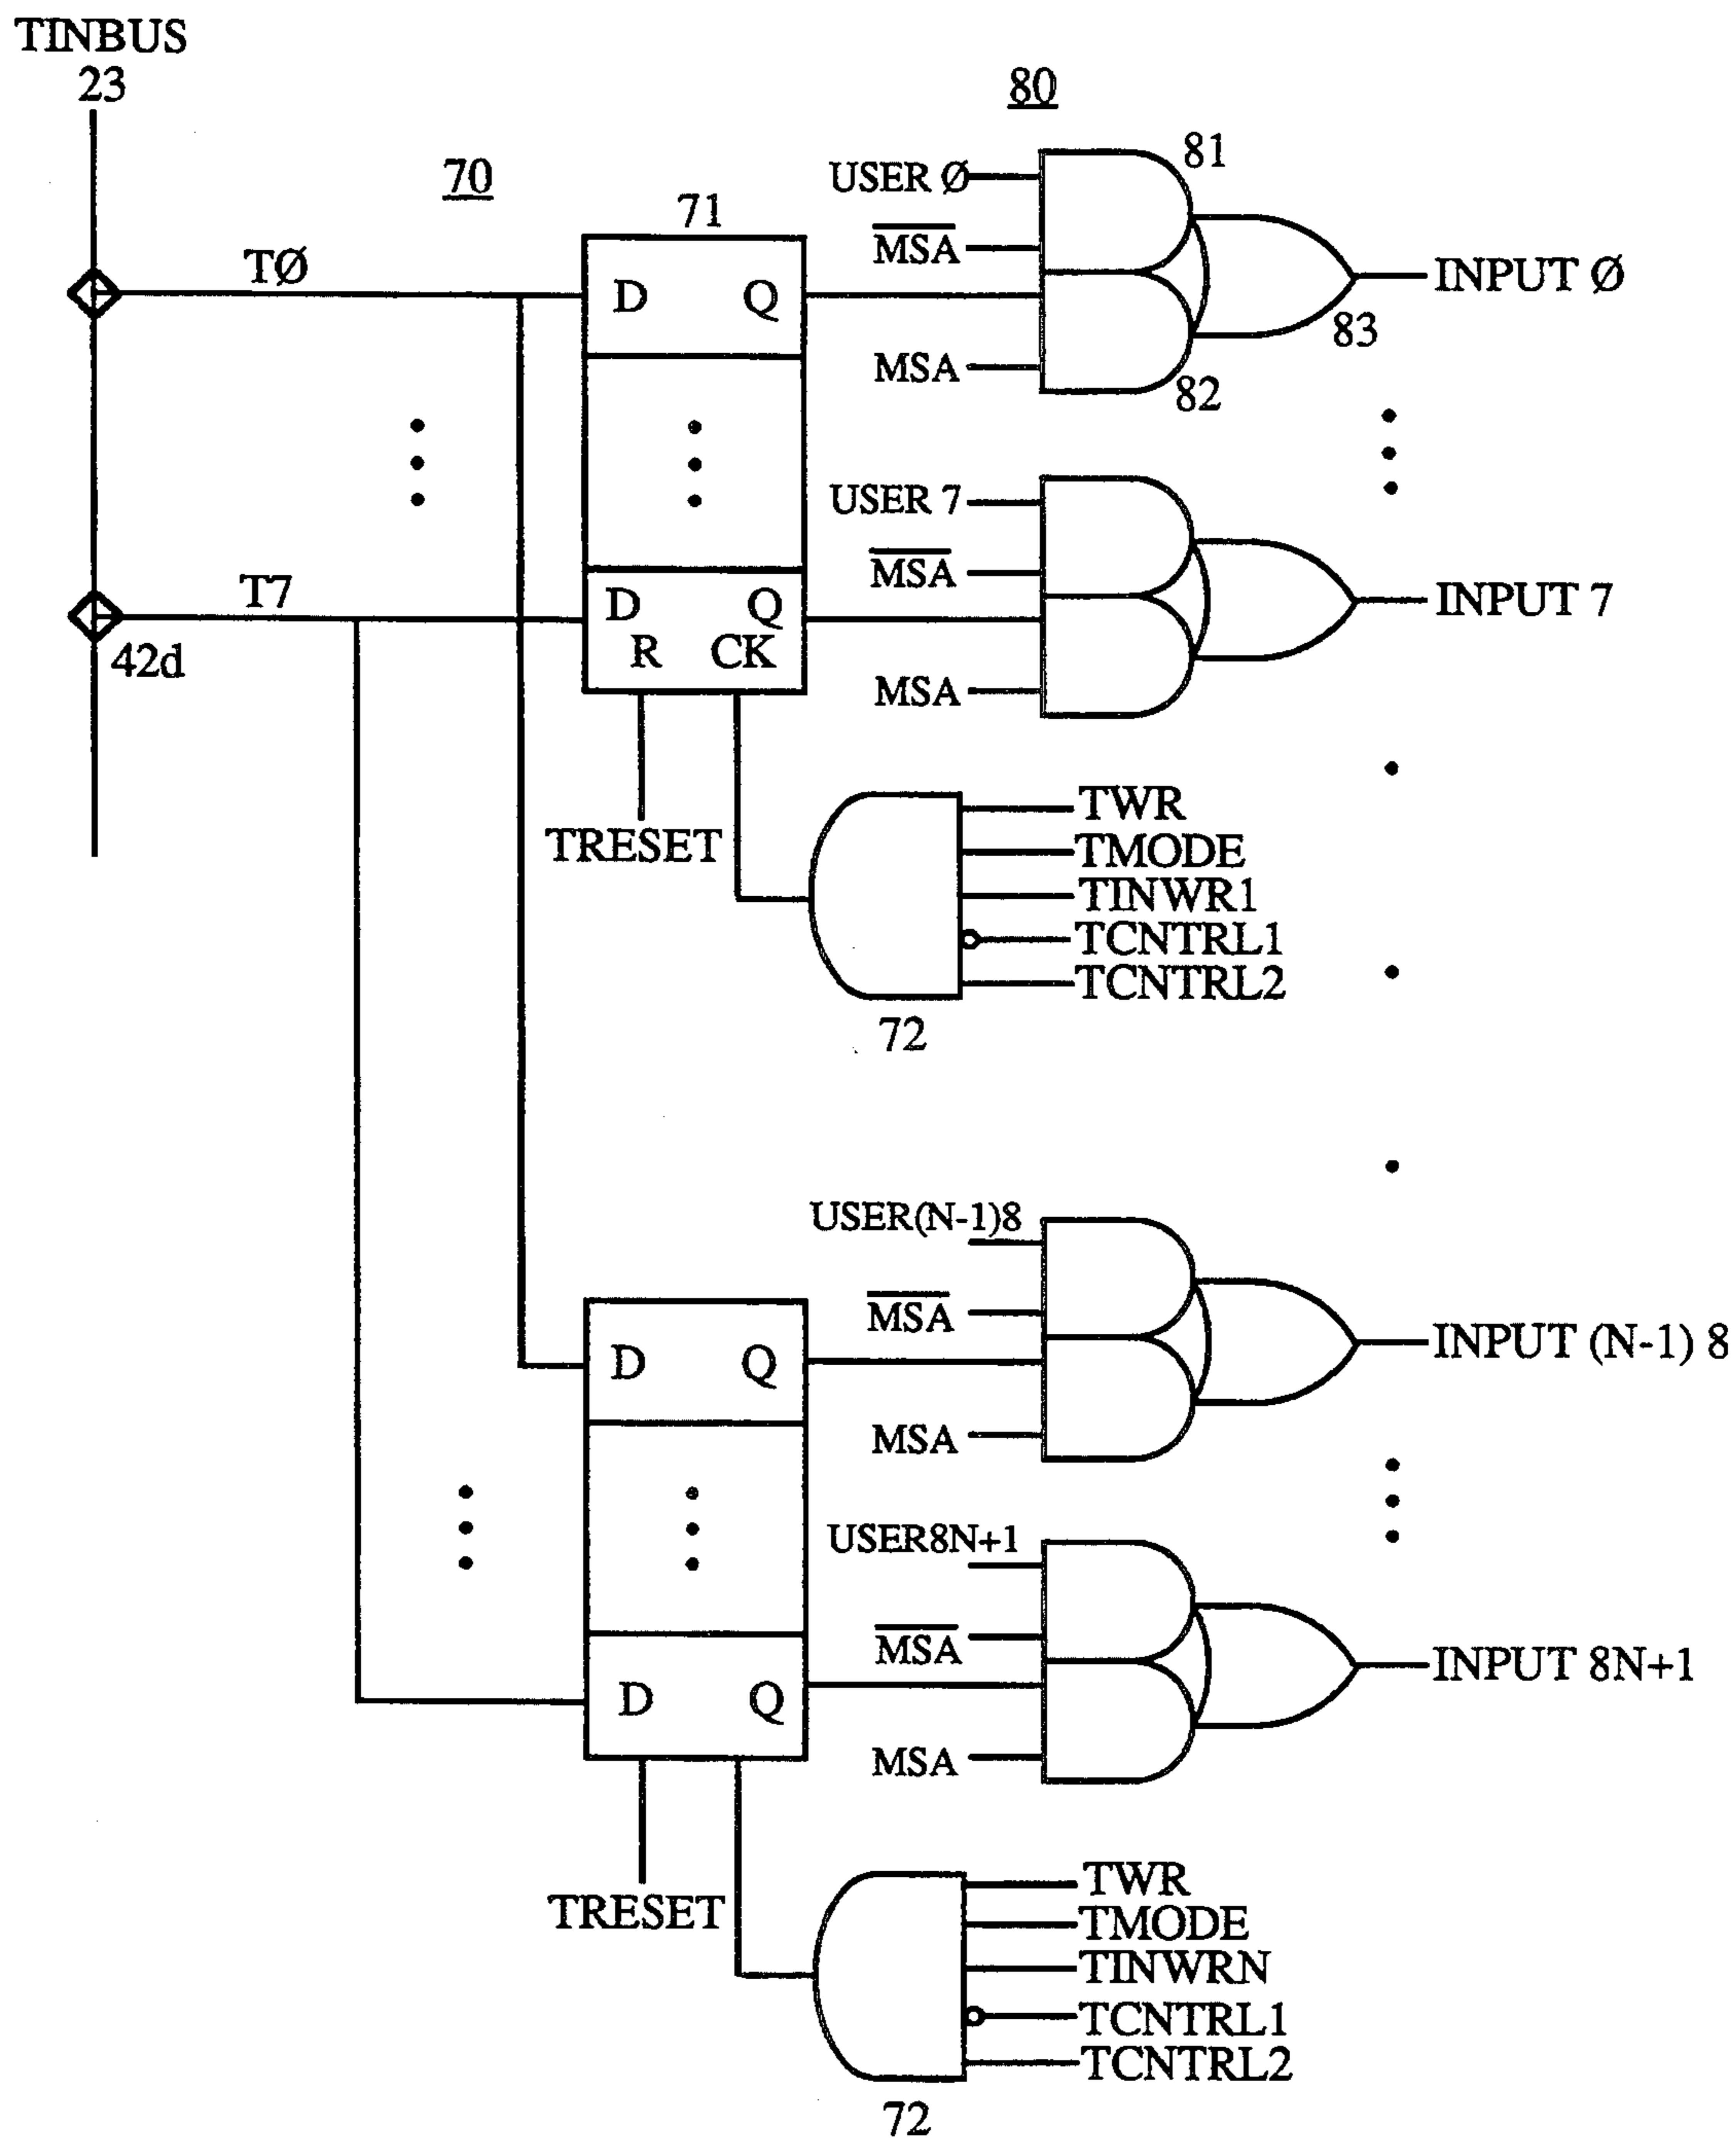 TINBUS
23
80
70
71
81
USER Ø
MSA
TØ
D Q
INPUT Ø
83
MSA
82
USER 7
MSA
T7
D Q
INPUT 7
42d
R CK
MSA
TWR
TRESET
TMODE
TINWR1
TCNTRL1
TCNTRL2
72
USER(N-1)8
MSA
D Q
INPUT (N-1) 8
MSA
USER8N+1
MSA
D Q
INPUT 8N+1
MSA
TWR
TRESET
TMODE
TINWRN
TCNTRL1
TCNTRL2
72